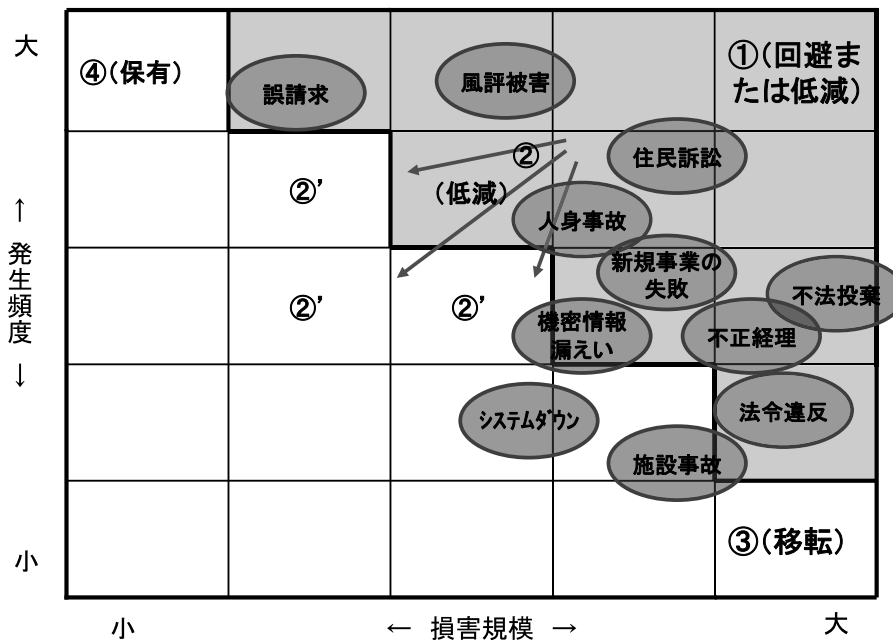 大
④(保有)
誤請求
風評被害
①(回避ま
たは低減)
②
住民訴訟
②’
(低減)
人身事故
↑
発生頻度
↓
新規事業の
失敗
不法投棄
②’
②’
機密情報
漏えい
不正経理
ｼｽﾃﾑﾀﾞｳﾝ
法令違反
施設事故
③(移転)
小
小
← 損害規模 →
大